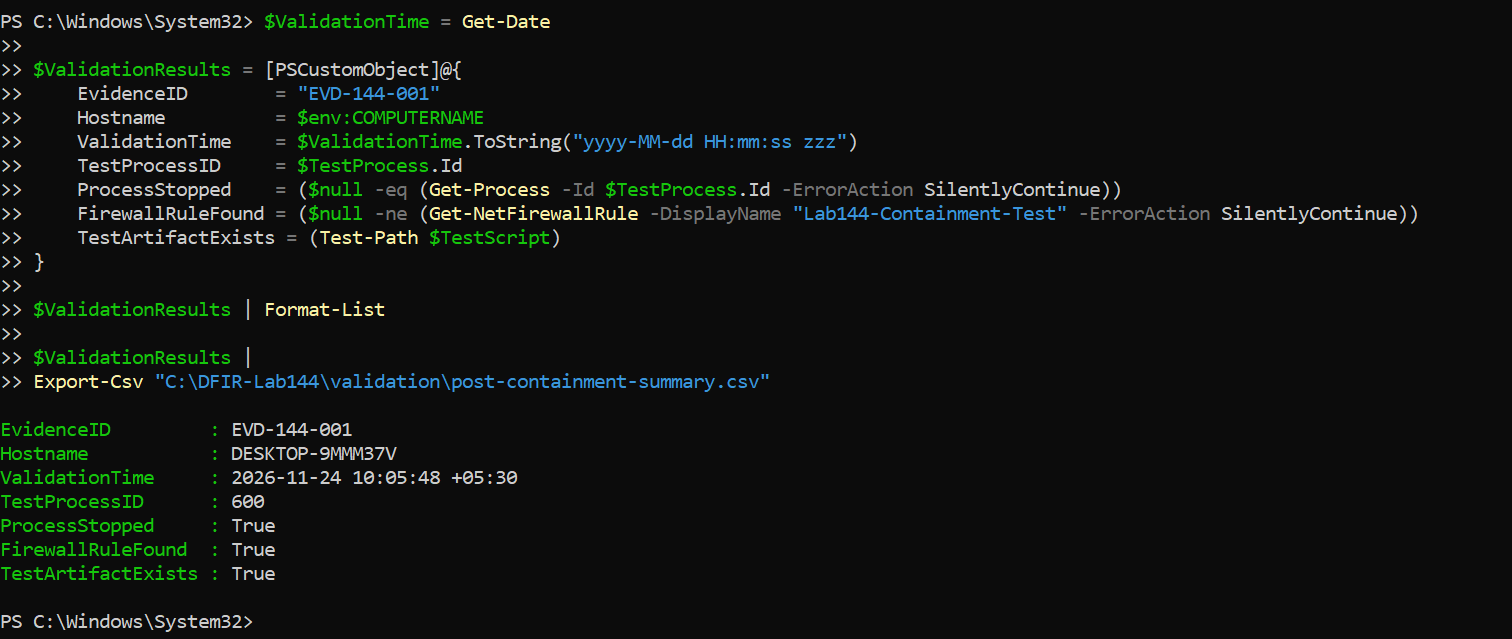 PS C:\Windows\System32> $ValidationTime = Get-Date
>>
>> $ValidationResults = [PSCustomObject]@{
>>     EvidenceID        = "EVD-144-001"
>>     Hostname          = $env:COMPUTERNAME
>>     ValidationTime    = $ValidationTime.ToString("yyyy-MM-dd HH:mm:ss zzz")
>>     TestProcessID     = $TestProcess.Id
>>     ProcessStopped    = ($null -eq (Get-Process -Id $TestProcess.Id -ErrorAction SilentlyContinue))
>>     FirewallRuleFound = ($null -ne (Get-NetFirewallRule -DisplayName "Lab144-Containment-Test" -ErrorAction SilentlyContinue))
>>     TestArtifactExists = (Test-Path $TestScript)
>> }
>>
>> $ValidationResults | Format-List
>>
>> $ValidationResults |
>> Export-Csv "C:\DFIR-Lab144\validation\post-containment-summary.csv"

EvidenceID         : EVD-144-001
Hostname           : DESKTOP-9MMM37V
ValidationTime     : 2026-11-24 10:05:48 +05:30
TestProcessID      : 600
ProcessStopped     : True
FirewallRuleFound  : True
TestArtifactExists : True

PS C:\Windows\System32>